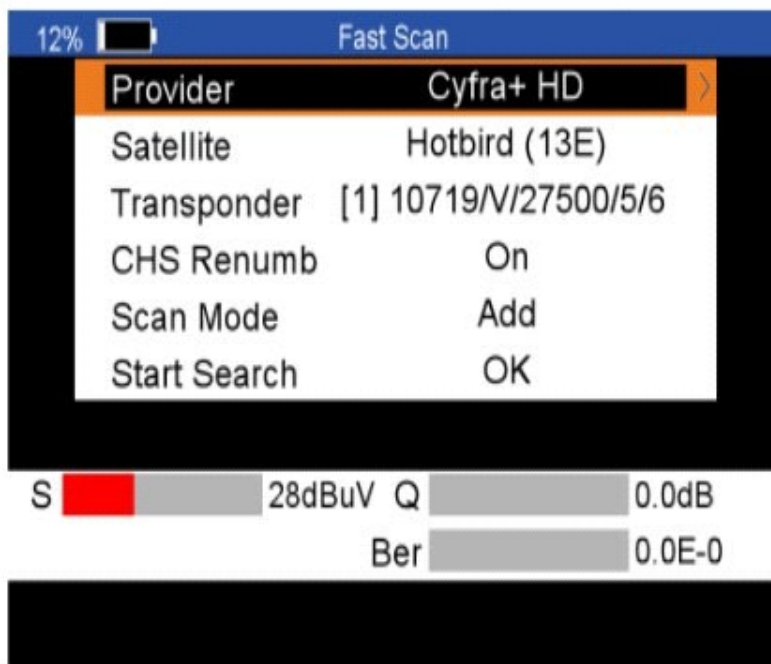 12% Fast Scan
Provider Cyfra+ HD >
Satellite Hotbird (13E)
Transponder [1] 10719/V/27500/5/6
CHS Renumb On
Scan Mode Add
Start Search OK
S 28dBuV Q 0.0dB
Ber 0.0E-0